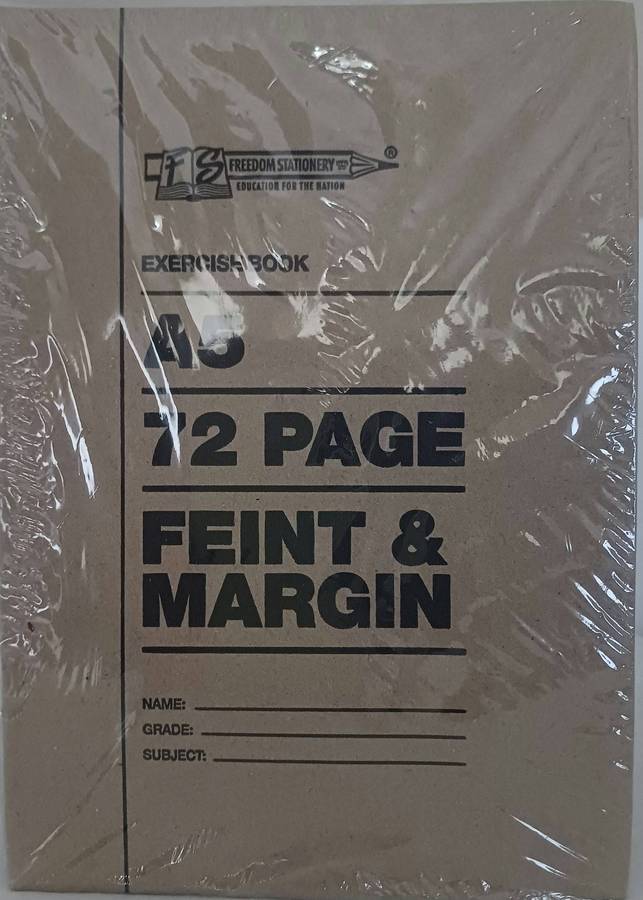 FS FREEDOM STATIONERY ®
EDUCATION FOR THE NATION
EXERCISE BOOK
A5
72 PAGE
FEINT &
MARGIN
NAME:
GRADE:
SUBJECT: